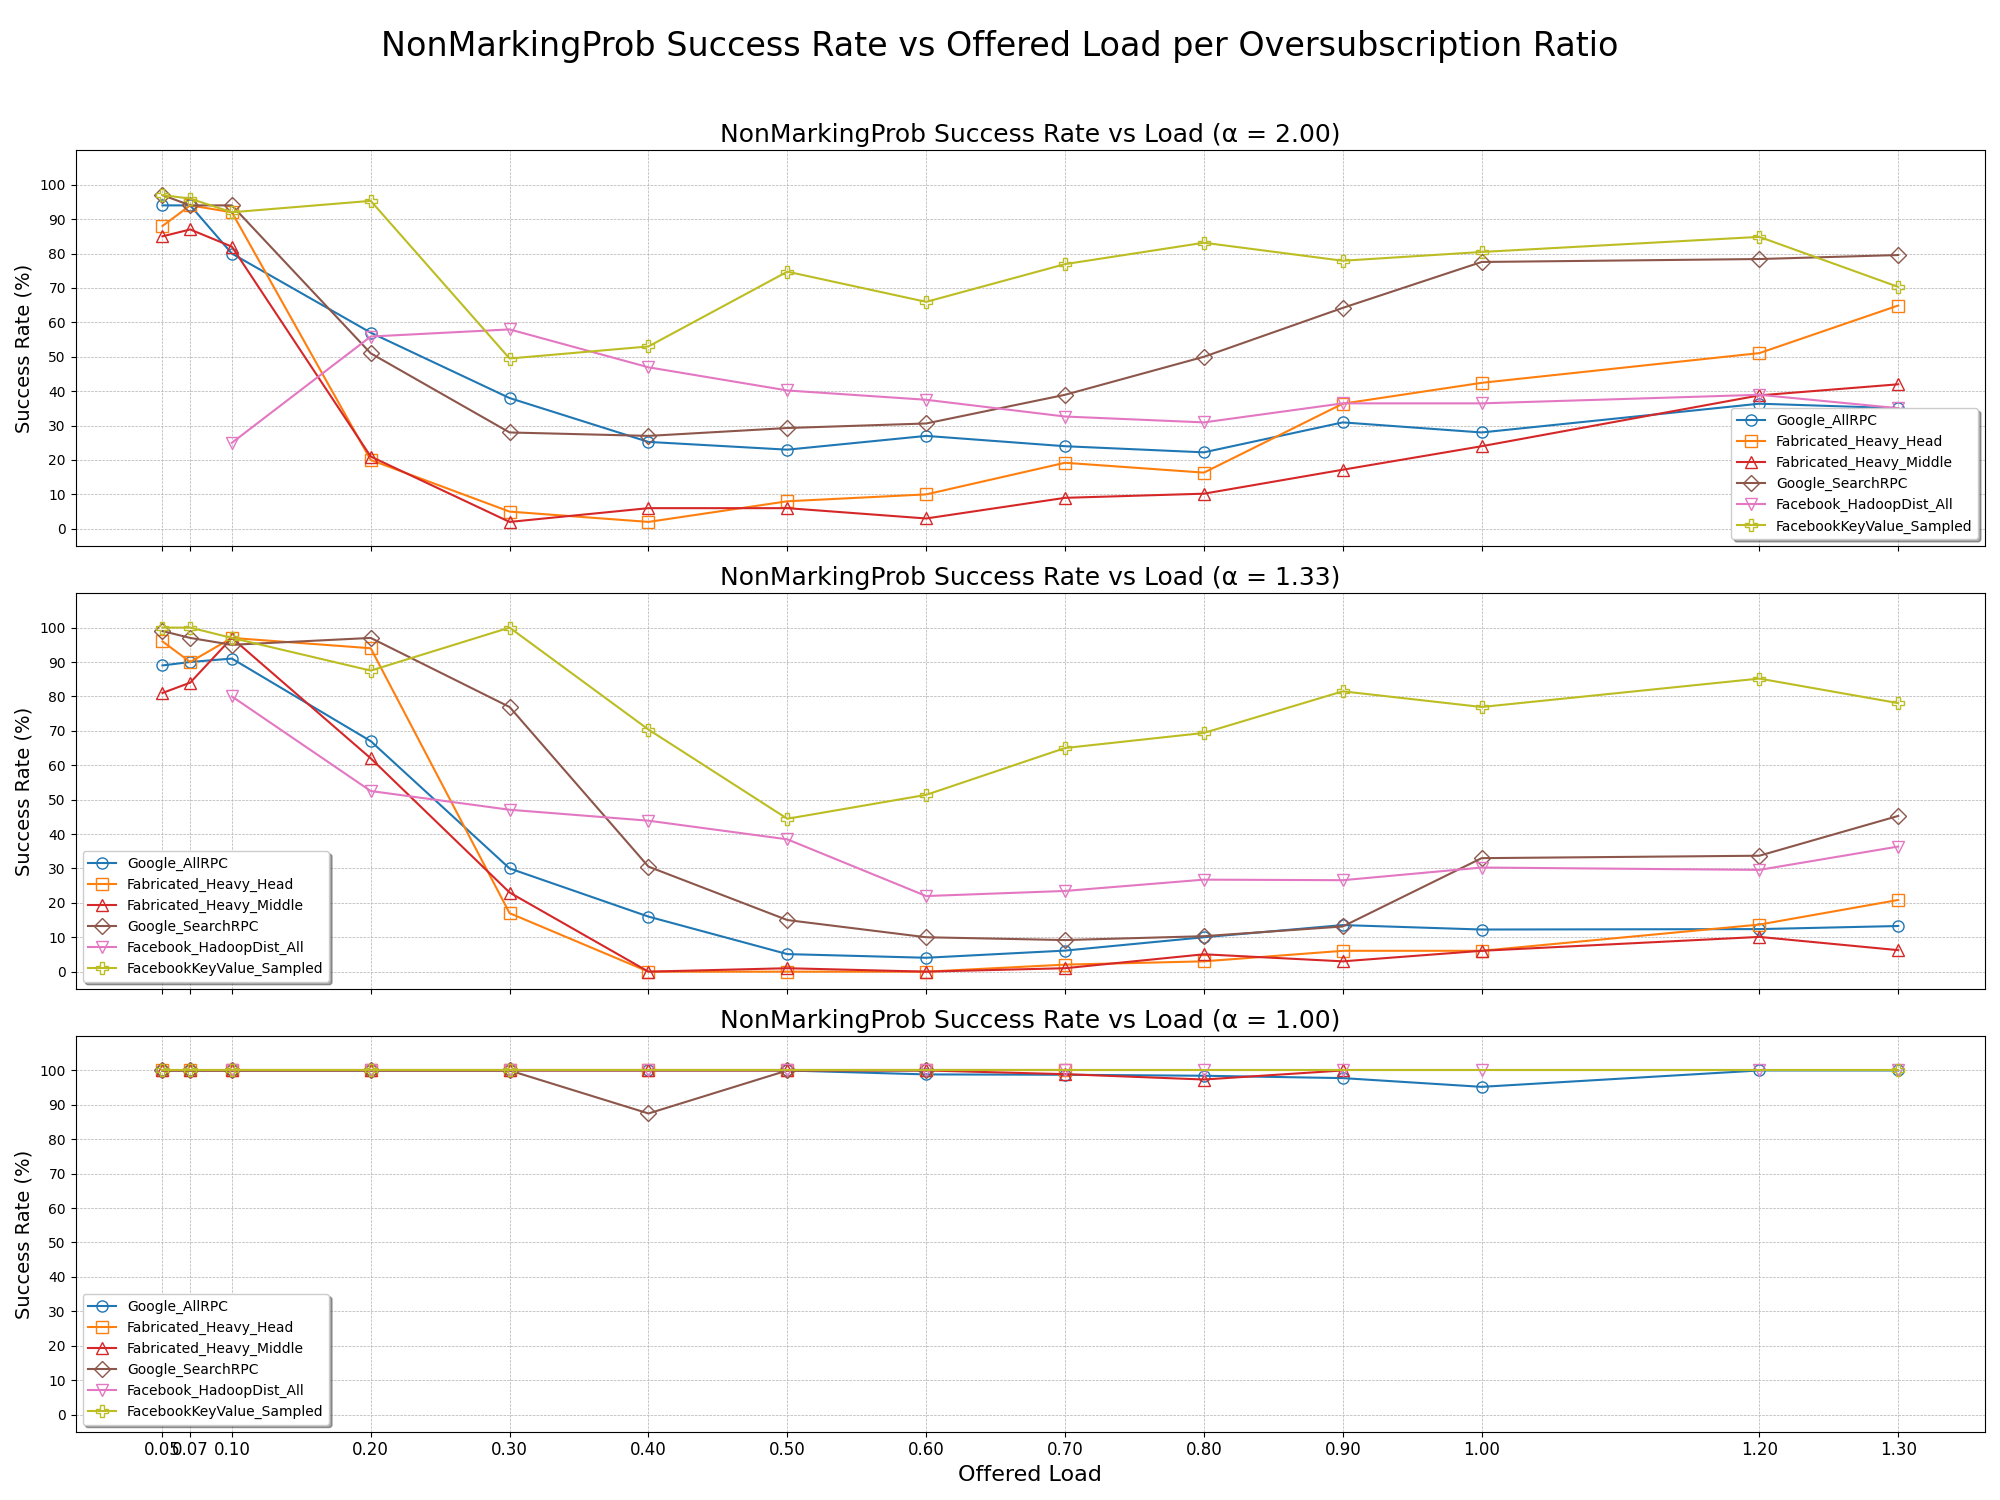 NonMarkingProb Success Rate vs Offered Load per Oversubscription Ratio
NonMarkingProb Success Rate vs Load (α = 2.00)
Success Rate (%)
100
90
80
70
60
50
40
30
20
10
0
Google_AllRPC
Fabricated_Heavy_Head
Fabricated_Heavy_Middle
Google_SearchRPC
Facebook_HadoopDist_All
FacebookKeyValue_Sampled
NonMarkingProb Success Rate vs Load (α = 1.33)
Success Rate (%)
100
90
80
70
60
50
40
30
20
10
0
Google_AllRPC
Fabricated_Heavy_Head
Fabricated_Heavy_Middle
Google_SearchRPC
Facebook_HadoopDist_All
FacebookKeyValue_Sampled
NonMarkingProb Success Rate vs Load (α = 1.00)
Success Rate (%)
100
90
80
70
60
50
40
30
20
10
0
Google_AllRPC
Fabricated_Heavy_Head
Fabricated_Heavy_Middle
Google_SearchRPC
Facebook_HadoopDist_All
FacebookKeyValue_Sampled
0.05 0.07 0.10 0.20 0.30 0.40 0.50 0.60 0.70 0.80 0.90 1.00 1.20 1.30
Offered Load